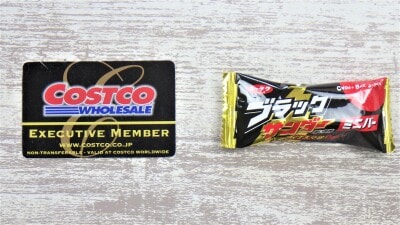 COSTCO
WHOLESALE
EXECUTIVE MEMBER
WWW.COSTCO.CO.JP
NON-TRANSFERABLE - VALID AT COSTCO WORLDWIDE
ブラック
サンダー
ミニバー